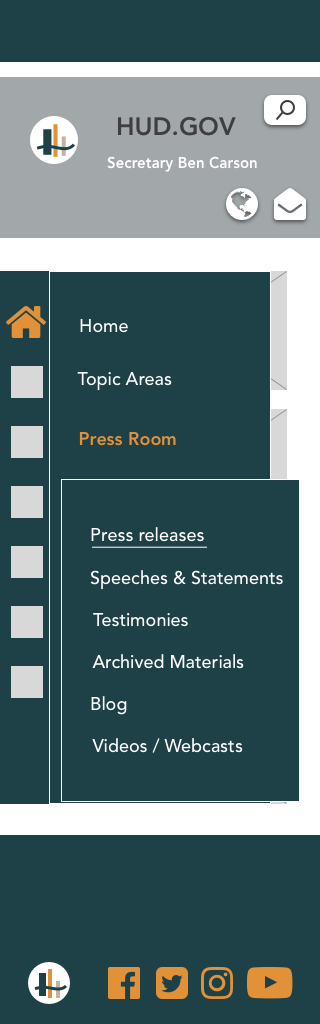 HUD.GOV
Secretary Ben Carson
Home
Topic Areas
Press Room
Press releases
Speeches & Statements
Testimonies
Archived Materials
Blog
Videos / Webcasts